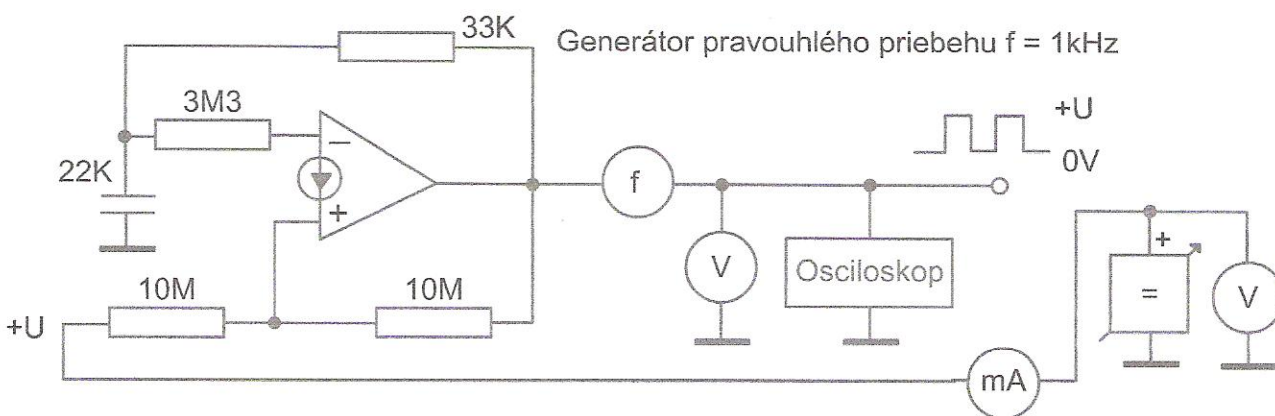 33K
Generátor pravouhlého priebehu f = 1kHz
3M3
+U
0V
22K
−
+
f
V
Osciloskop
+
=
V
10M
10M
+U
mA